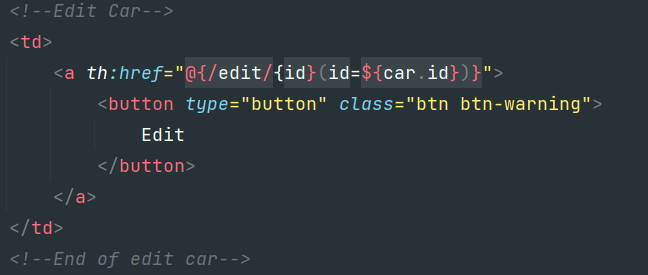 <!--Edit Car-->
<td>
<a th:href="@{/edit/{id}(id=${car.id})}">
<button type="button" class="btn btn-warning">
Edit
</button>
</a>
</td>
<!--End of edit car-->